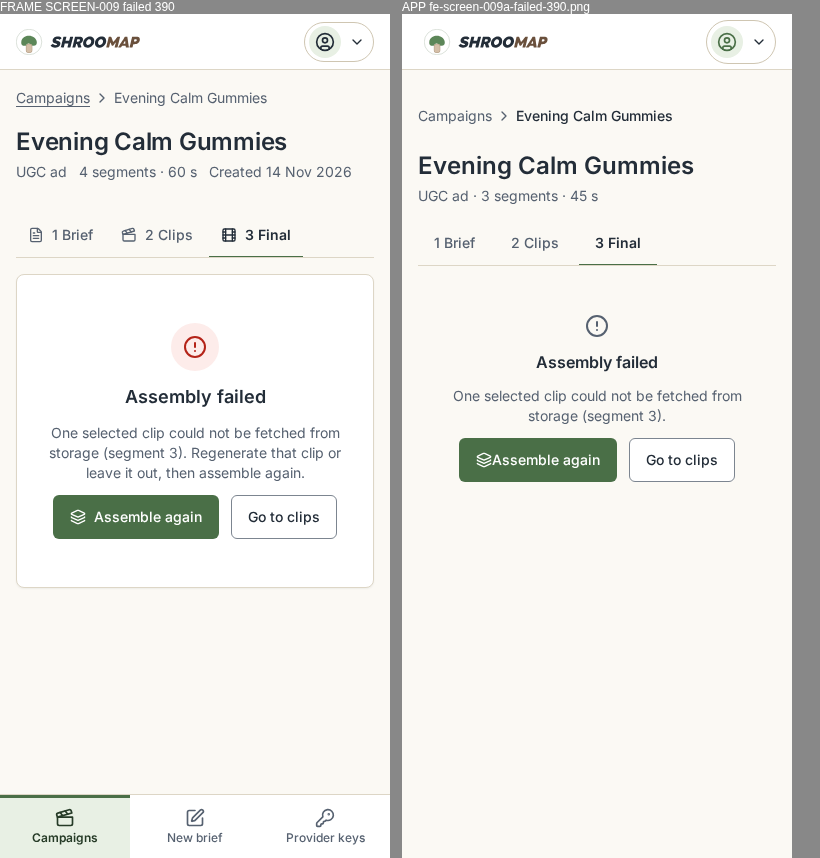 FRAME SCREEN-009 failed 390
SHROOMAP
Campaigns > Evening Calm Gummies
Evening Calm Gummies
UGC ad 4 segments · 60 s Created 14 Nov 2026
1 Brief 2 Clips 3 Final
Assembly failed
One selected clip could not be fetched from
storage (segment 3). Regenerate that clip or
leave it out, then assemble again.
Assemble again Go to clips
Campaigns New brief Provider keys
APP fe-screen-009a-failed-390.png
SHROOMAP
Campaigns > Evening Calm Gummies
Evening Calm Gummies
UGC ad · 3 segments · 45 s
1 Brief 2 Clips 3 Final
Assembly failed
One selected clip could not be fetched from
storage (segment 3).
Assemble again Go to clips